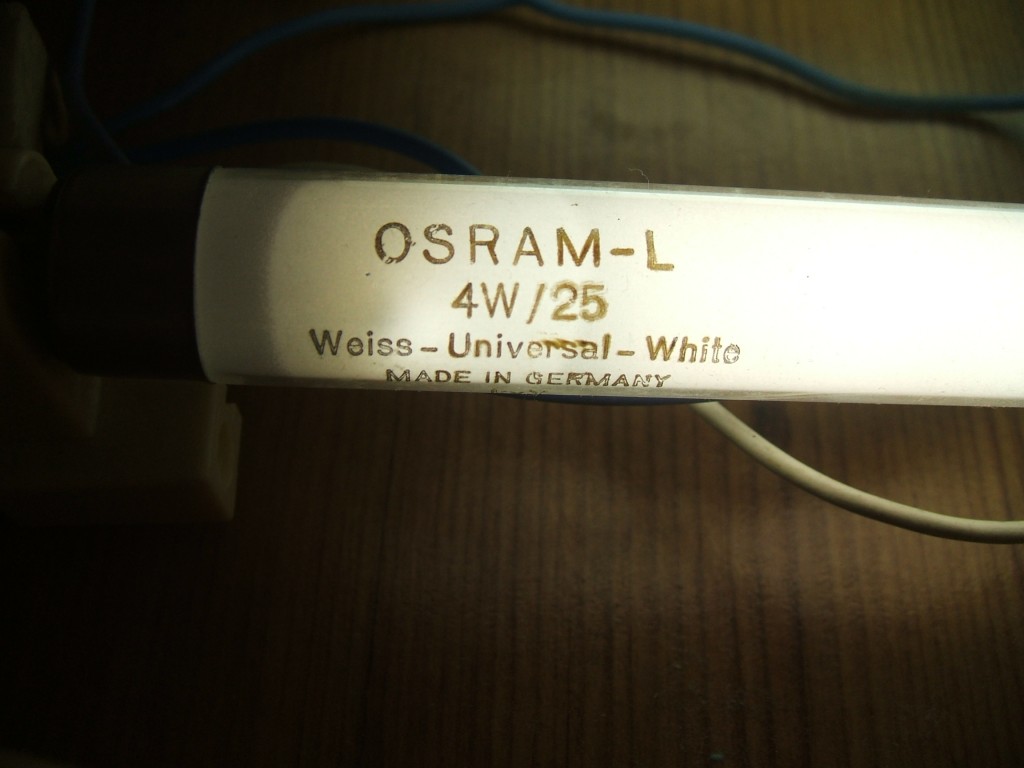 OSRAM-L
4W/25
Weiss-Universal-White
MADE IN GERMANY